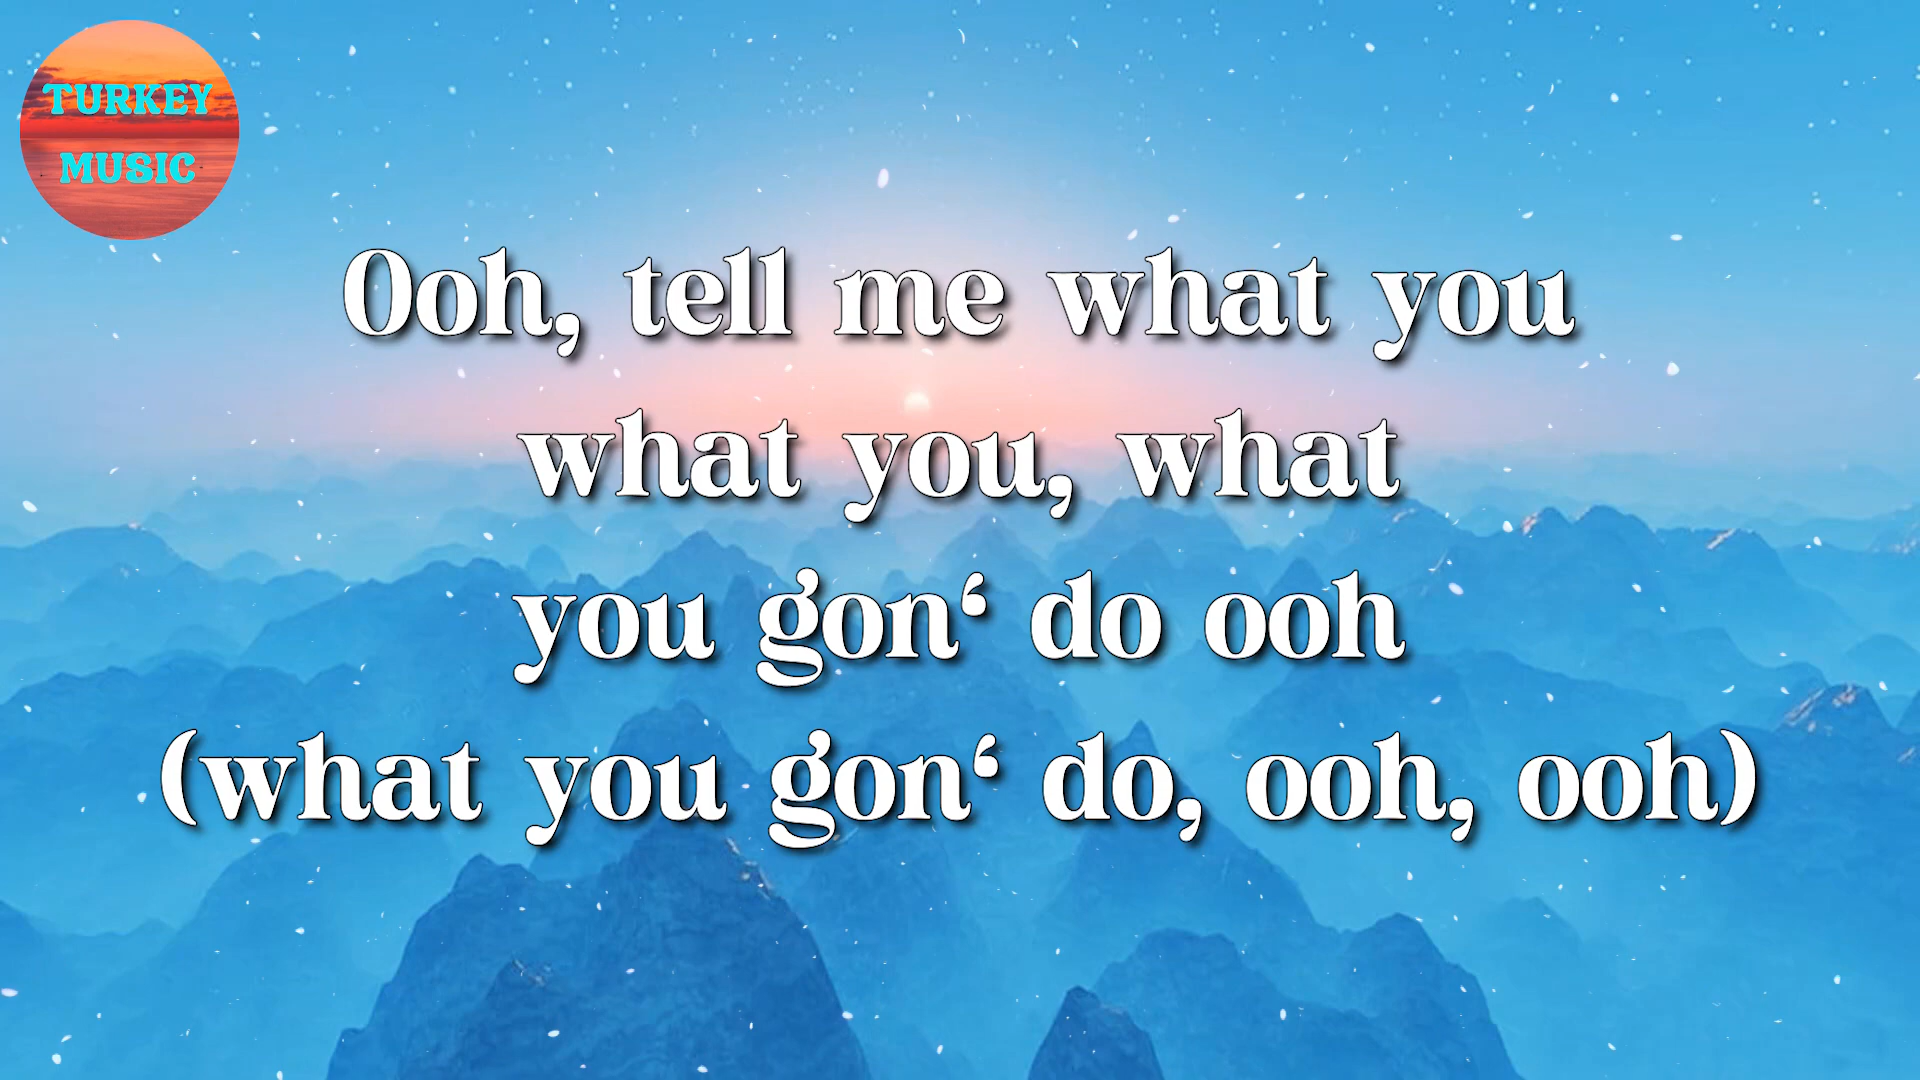 TURKEY
MUSIC
Ooh, tell me what you
what you, what
you gon‘ do ooh
(what you gon‘ do, ooh, ooh)